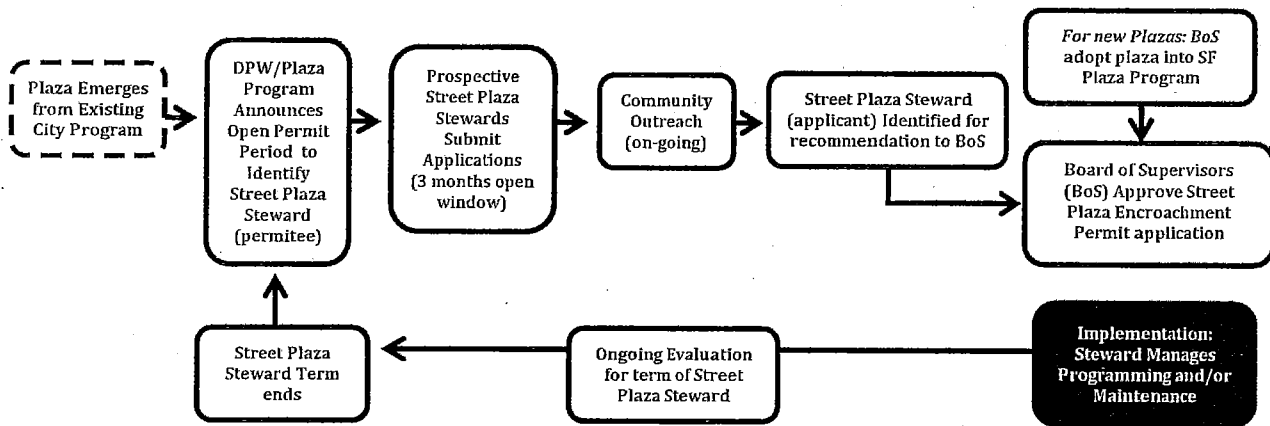 Plaza Emerges
from Existing
City Program
DPW/Plaza
Program
Announces
Open Permit
Period to
Identify
Street Plaza
Steward
(permitee)
Prospective
Street Plaza
Stewards
Submit
Applications
(3 months open
window)
Community
Outreach
(on-going)
Street Plaza Steward
(applicant) Identified for
recommendation to BoS
For new Plazas: BoS
adopt plaza into SF
Plaza Program
Board of Supervisors
(BoS) Approve Street
Plaza Encroachment
Permit application
Implementation:
Steward Manages
Programming and/or
Maintenance
Ongoing Evaluation
for term of Street
Plaza Steward
Street Plaza
Steward Term
ends